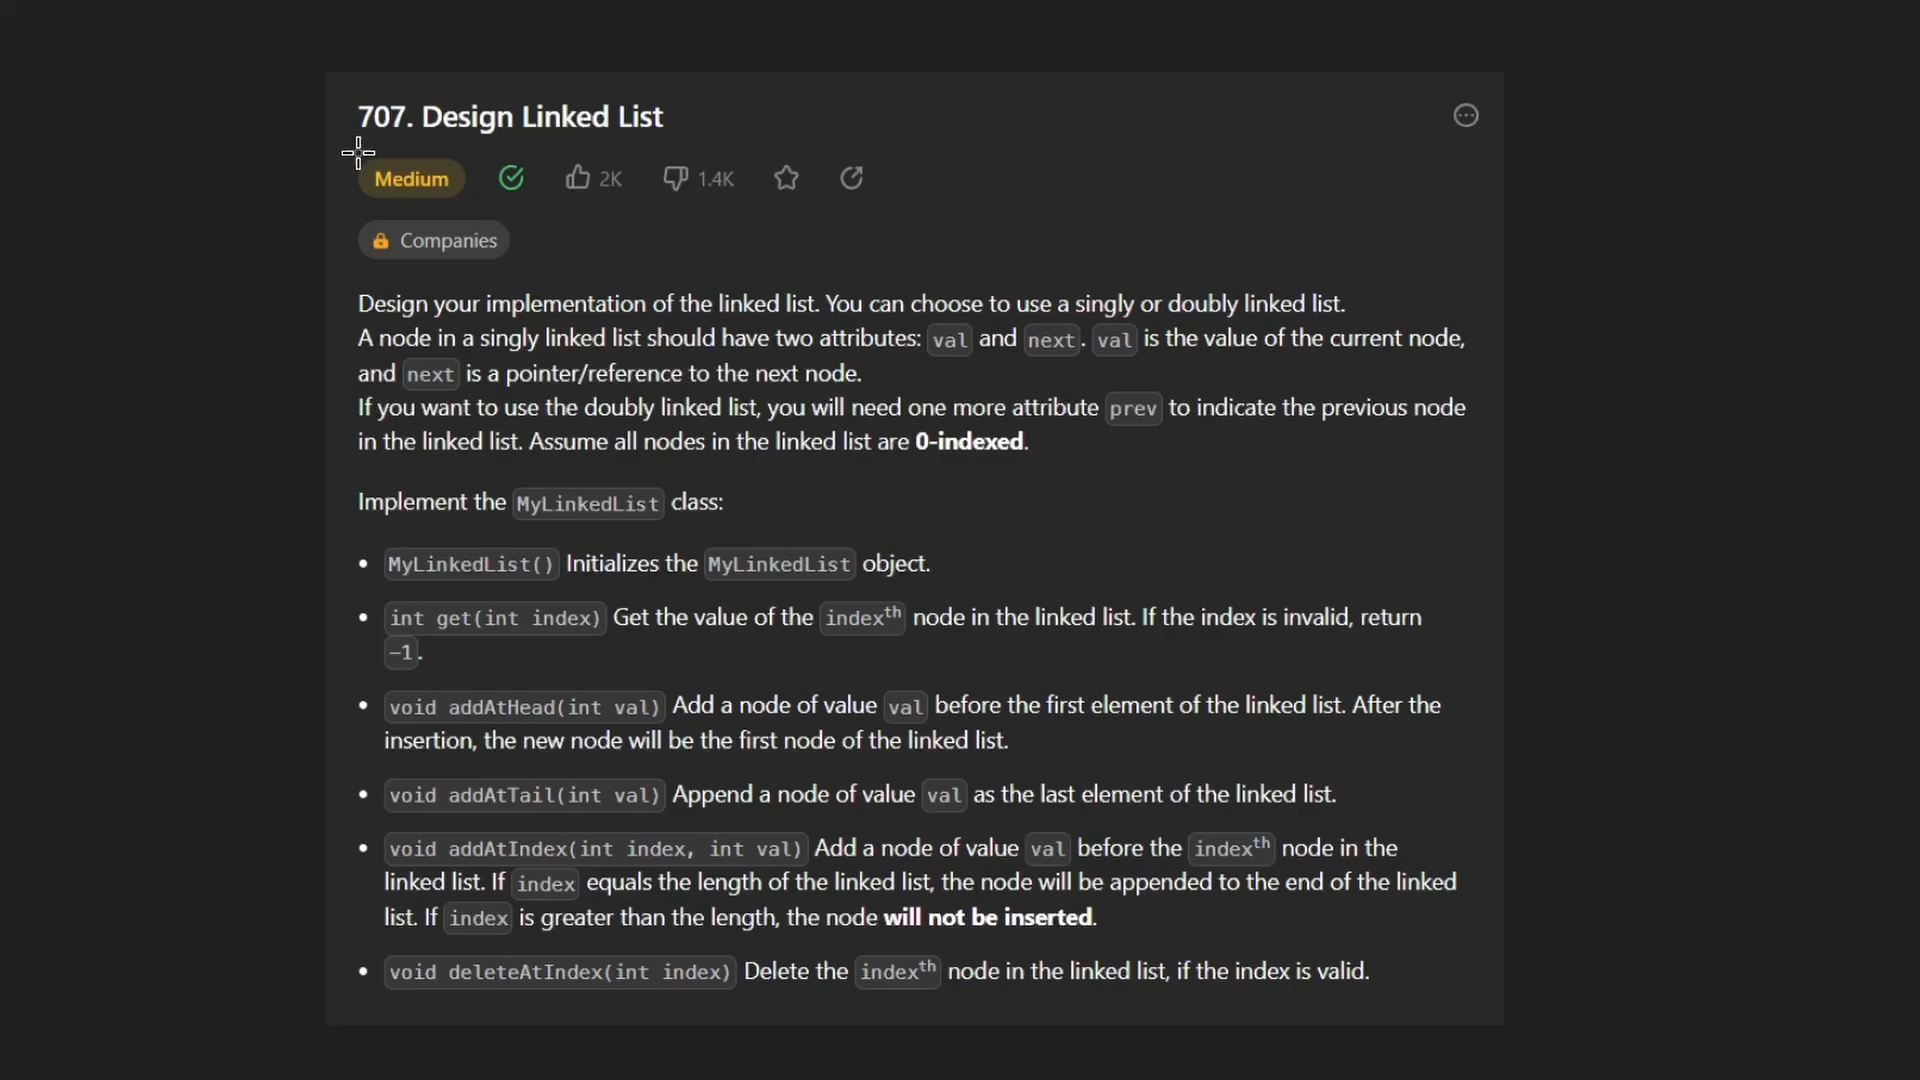 707. Design Linked List
Medium 2K 1.4K
Companies
Design your implementation of the linked list. You can choose to use a singly or doubly linked list.
A node in a singly linked list should have two attributes: val and next. val is the value of the current node,
and next is a pointer/reference to the next node.
If you want to use the doubly linked list, you will need one more attribute prev to indicate the previous node
in the linked list. Assume all nodes in the linked list are 0-indexed.
Implement the MyLinkedList class:
• MyLinkedList() Initializes the MyLinkedList object.
• int get(int index) Get the value of the indexᵗʰ node in the linked list. If the index is invalid, return
-1.
• void addAtHead(int val) Add a node of value val before the first element of the linked list. After the
insertion, the new node will be the first node of the linked list.
• void addAtTail(int val) Append a node of value val as the last element of the linked list.
• void addAtIndex(int index, int val) Add a node of value val before the indexᵗʰ node in the
linked list. If index equals the length of the linked list, the node will be appended to the end of the linked
list. If index is greater than the length, the node will not be inserted.
• void deleteAtIndex(int index) Delete the indexᵗʰ node in the linked list, if the index is valid.